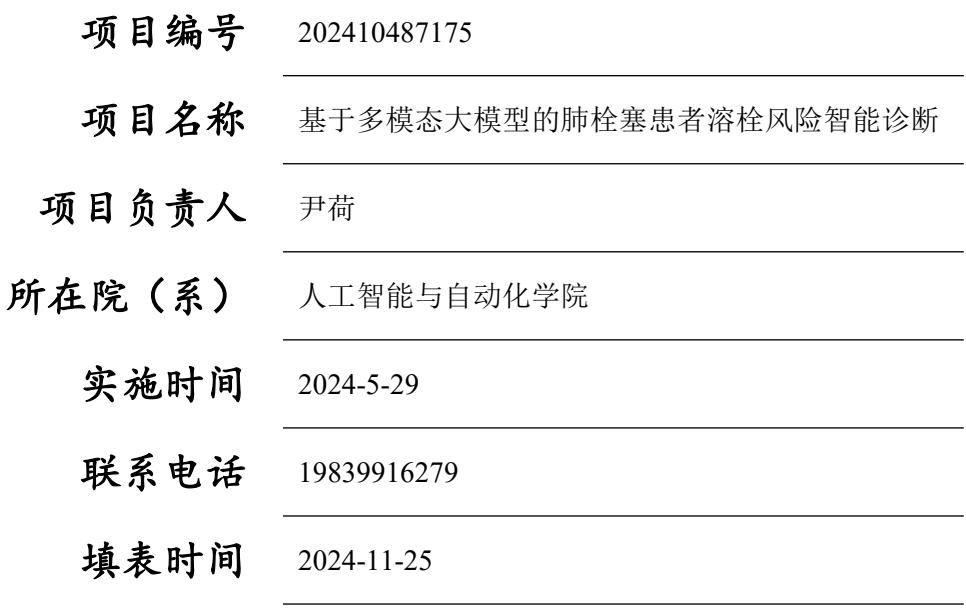 项目编号 202410487175
项目名称 基于多模态大模型的肺栓塞患者溶栓风险智能诊断
项目负责人 尹荷
所在院（系） 人工智能与自动化学院
实施时间 2024-5-29
联系电话 19839916279
填表时间 2024-11-25